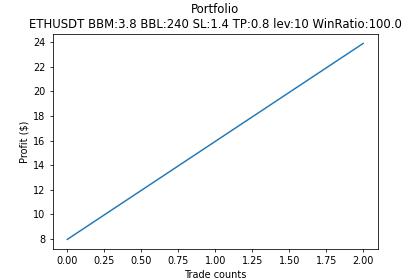 Portfolio
ETHUSDT BBM:3.8 BBL:240 SL:1.4 TP:0.8 lev:10 WinRatio:100.0
24
22
20
18
16
14
12
10
8
Profit ($)
0.00 0.25 0.50 0.75 1.00 1.25 1.50 1.75 2.00
Trade counts